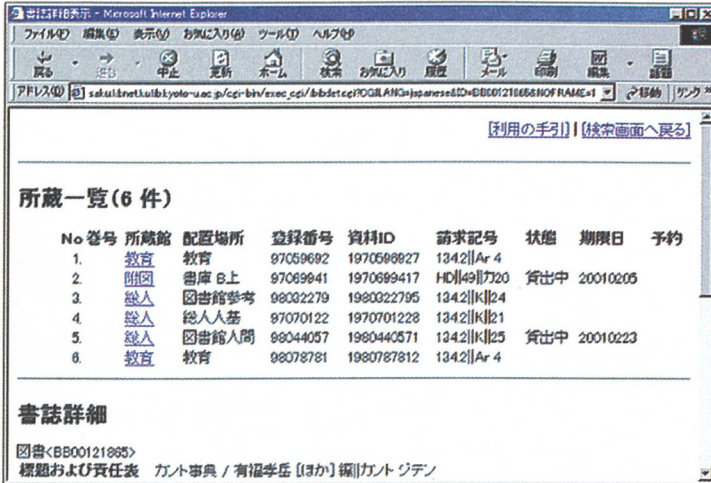 書誌詳細表示 - Microsoft Internet Explorer
ファイル(F) 編集(E) 表示(V) お気に入り(A) ツール(T) ヘルプ(H)
戻る 進む 中止 更新 ホーム 検索 お気に入り 履歴 メール 印刷 編集 話題
アドレス(D) 移動 リンク
[利用の手引] | [検索画面へ戻る]
所蔵一覧(6 件)
No 巻号 所蔵館 配置場所 登録番号 資料ID 請求記号 状態 期限日 予約
1. 教育 教育 97059692 1970596927 134.2||Ar 4
2. 附図 書庫 B上 97069941 1970699417 HD||49||カ20 貸出中 20010205
3. 総人 図書館参考 98032279 1980322795 134.2||K||24
4. 総人 総人人基 97070122 1970701228 134.2||K||21
5. 総人 図書館人間 98044057 1980440571 134.2||K||25 貸出中 20010223
6. 教育 教育 98078781 1980787812 134.2||Ar 4
書誌詳細
図書<BB00121865>
標題および責任表 カント事典 / 有福孝岳 [ほか] 編||カント ジテン